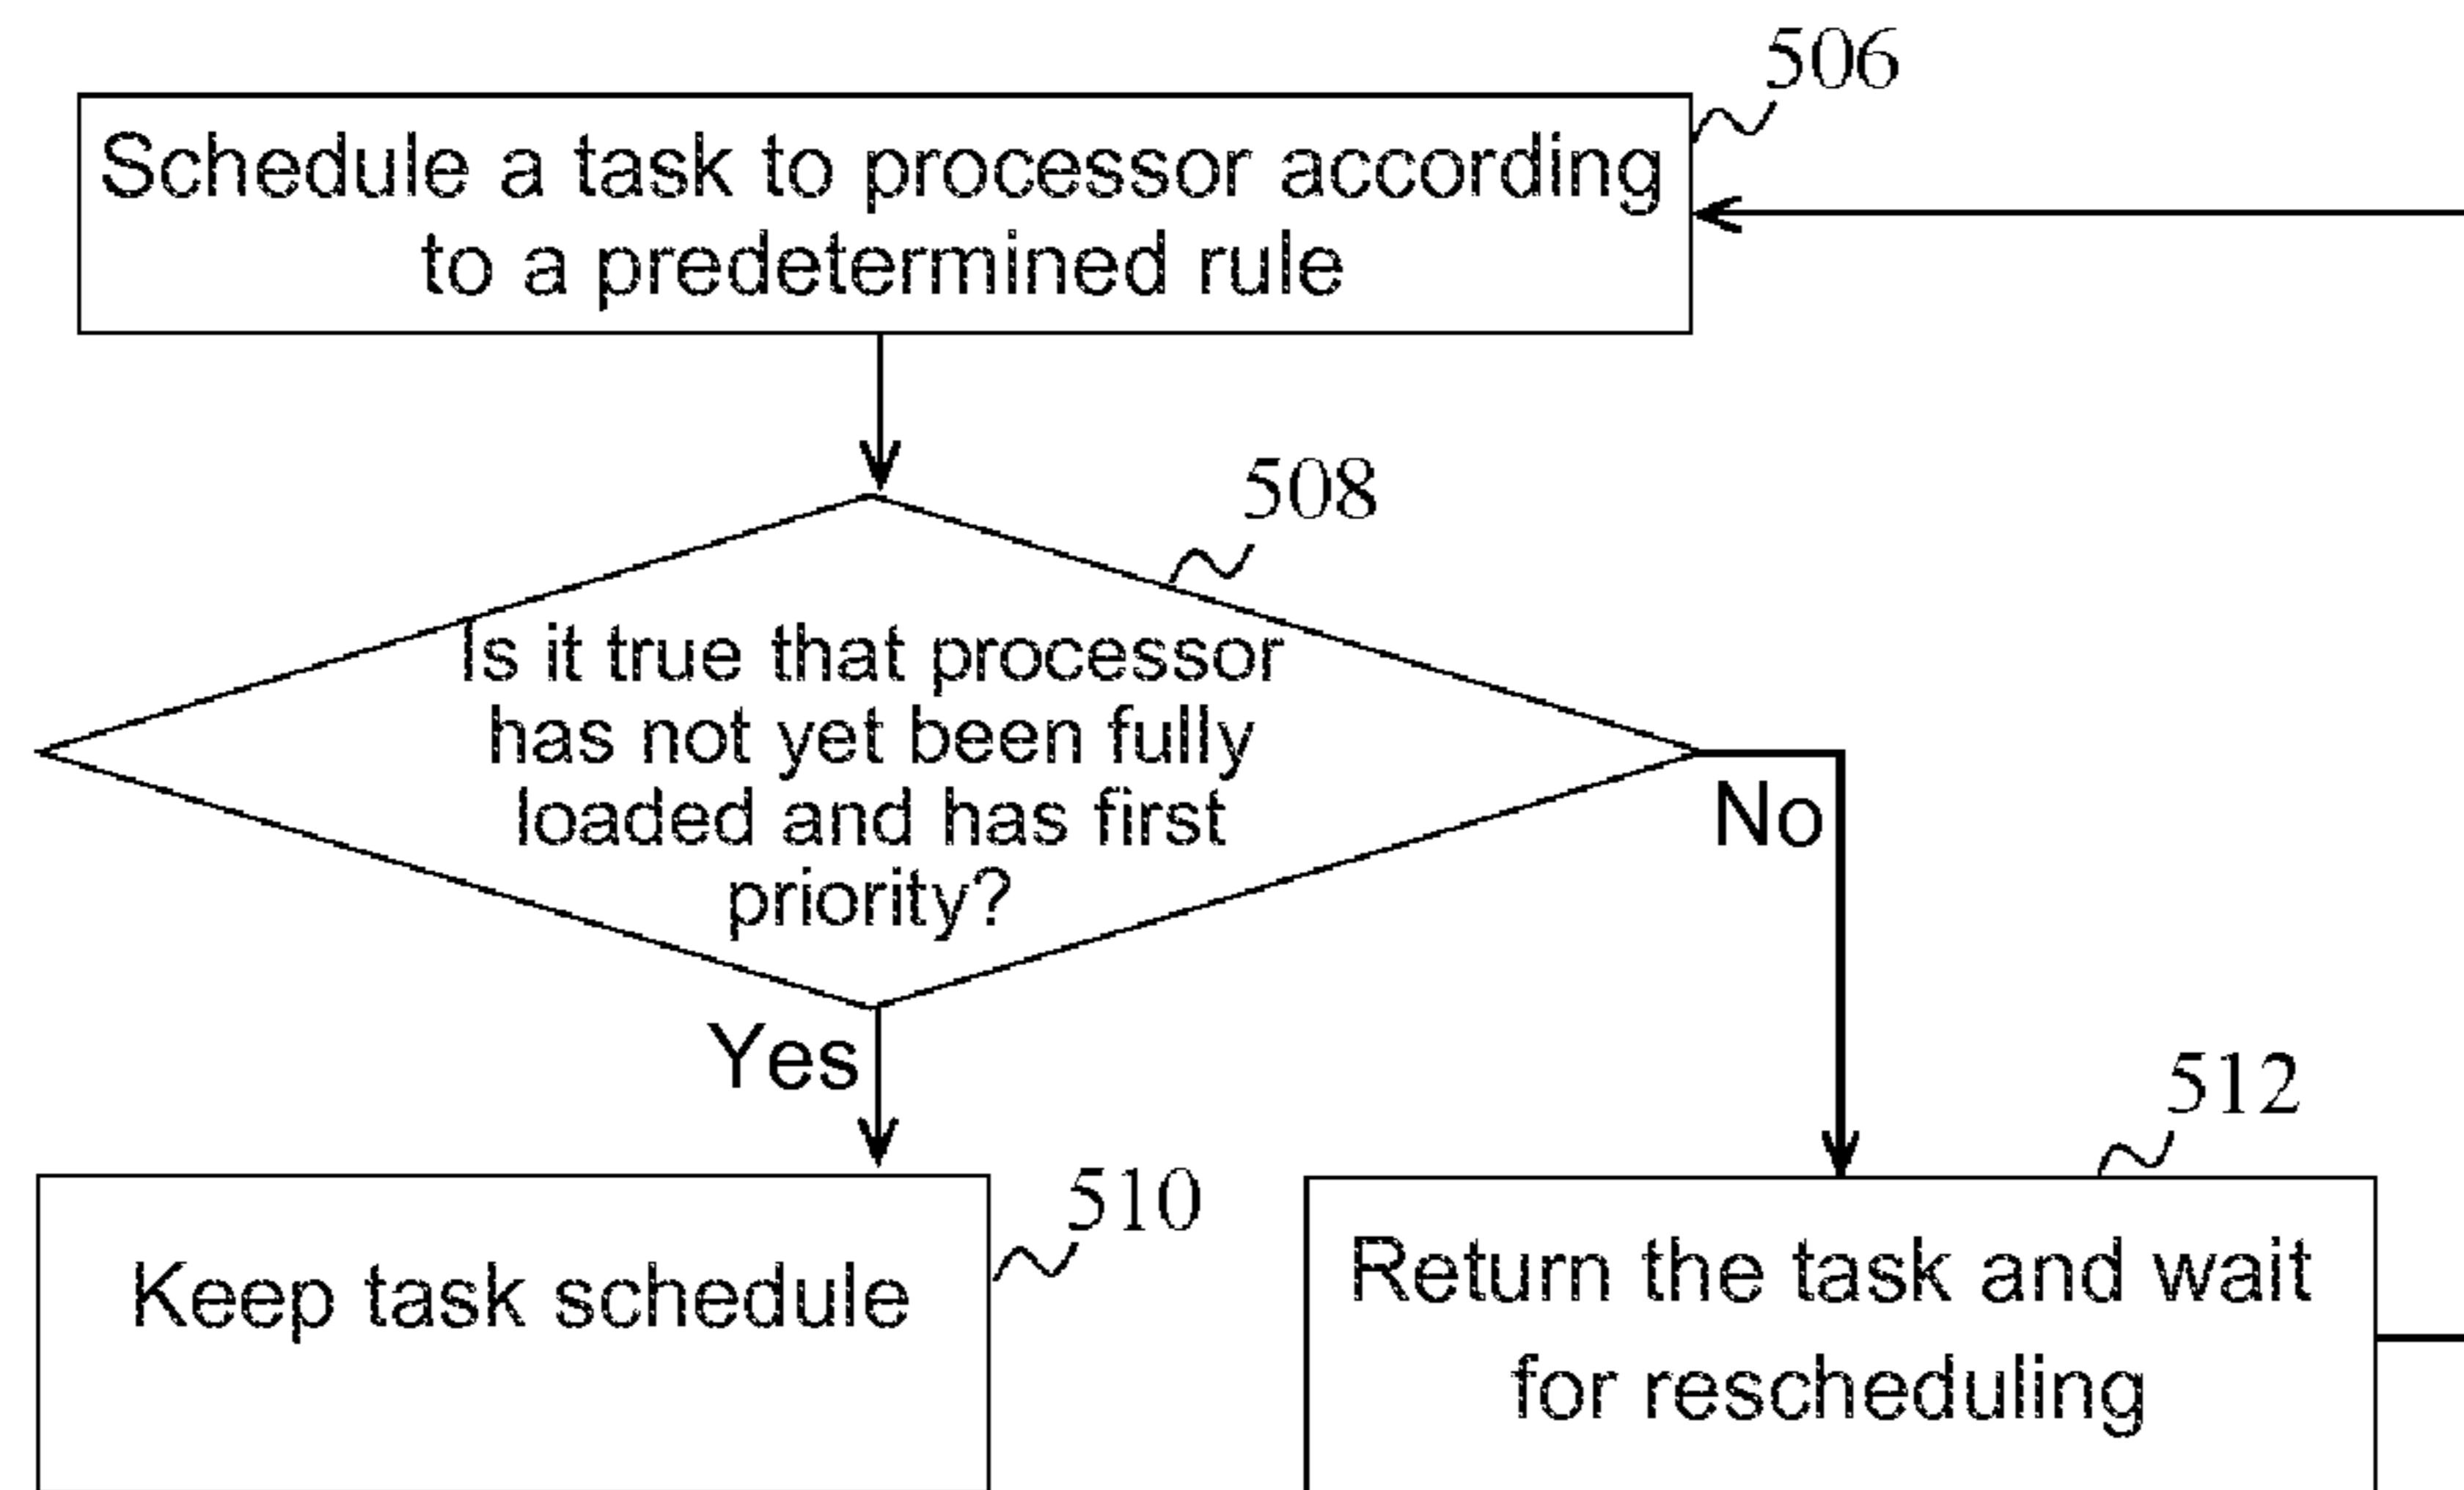 506
Schedule a task to processor according
to a predetermined rule
508
Is it true that processor
has not yet been fully
loaded and has first
priority?
No
Yes
512
510
Keep task schedule
Return the task and wait
for rescheduling